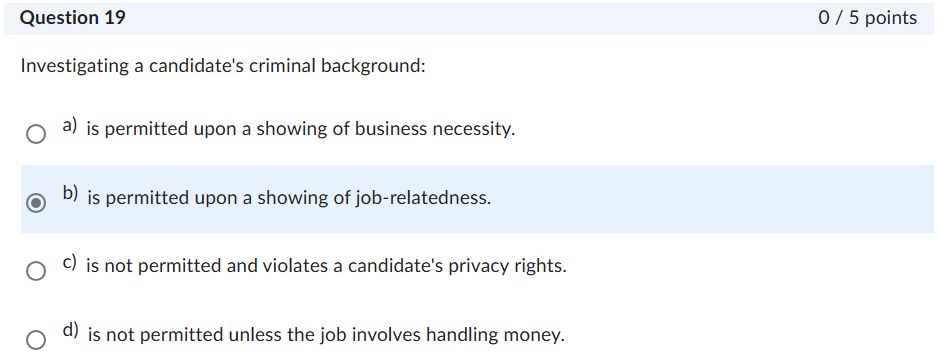 Question 19 0 / 5 points
Investigating a candidate's criminal background:
a) is permitted upon a showing of business necessity.
b) is permitted upon a showing of job-relatedness.
c) is not permitted and violates a candidate's privacy rights.
d) is not permitted unless the job involves handling money.